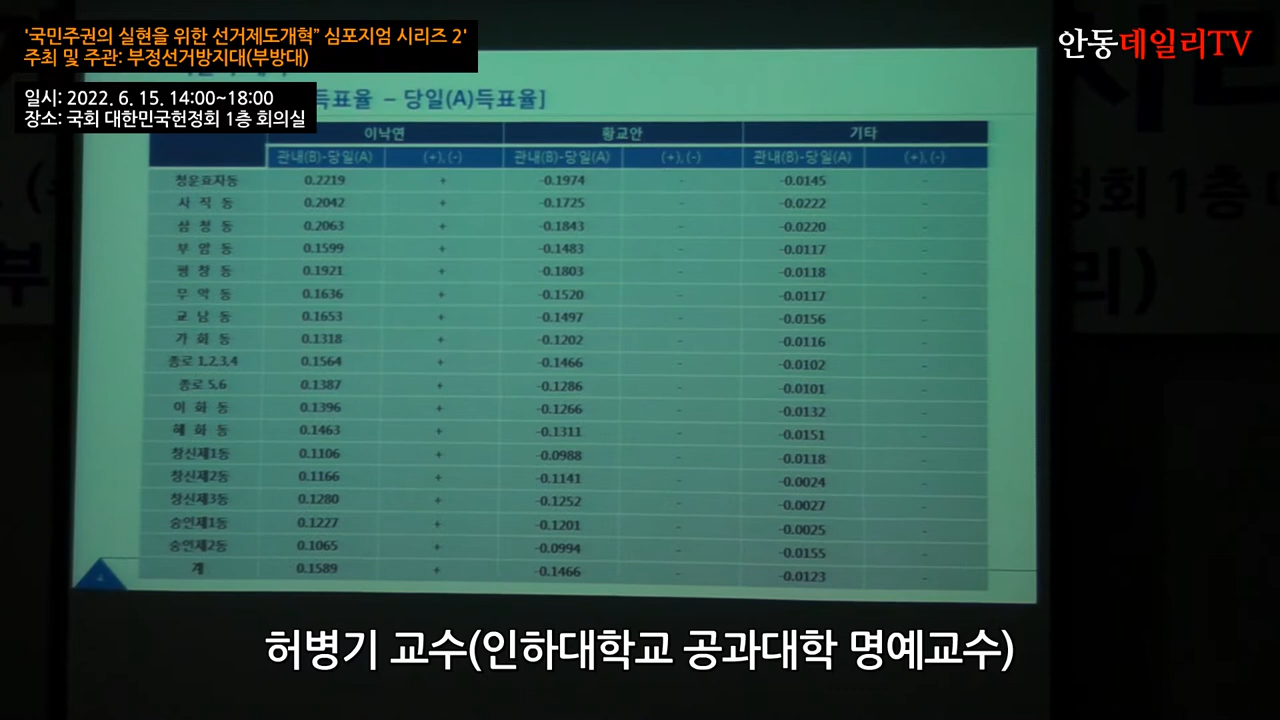 '국민주권의 실현을 위한 선거제도개혁” 심포지엄 시리즈 2'
주최 및 주관: 부정선거방지대(부방대)
안동데일리TV
일시: 2022. 6. 15. 14:00~18:00
장소: 국회 대한민국헌정회 1층 회의실
득표율 – 당일(A)득표율]
이낙연 황교안 기타
관내(B)-당일(A) (+), (-) 관내(B)-당일(A) (+), (-) 관내(B)-당일(A) (+), (-)
청운효자동 0.2219 + -0.1974 - -0.0145 -
사 직 동 0.2042 + -0.1725 - -0.0222 -
삼 청 동 0.2063 + -0.1843 - -0.0220 -
부 암 동 0.1599 + -0.1483 - -0.0117 -
평 창 동 0.1921 + -0.1803 - -0.0118 -
무 악 동 0.1636 + -0.1520 - -0.0117 -
교 남 동 0.1653 + -0.1497 - -0.0156 -
가 회 동 0.1318 + -0.1202 - -0.0116 -
종로 1,2,3,4 0.1564 + -0.1466 - -0.0102 -
종로 5,6 0.1387 + -0.1286 - -0.0101 -
이 화 동 0.1396 + -0.1266 - -0.0132 -
혜 화 동 0.1463 + -0.1311 - -0.0151 -
창신제1동 0.1106 + -0.0988 - -0.0118 -
창신제2동 0.1166 + -0.1141 - -0.0024 -
창신제3동 0.1280 + -0.1252 - -0.0027 -
숭인제1동 0.1227 + -0.1201 - -0.0025 -
숭인제2동 0.1065 + -0.0994 - -0.0155 -
계 0.1589 + -0.1466 - -0.0123 -
정회 1층
부
리)
허병기 교수(인하대학교 공과대학 명예교수)